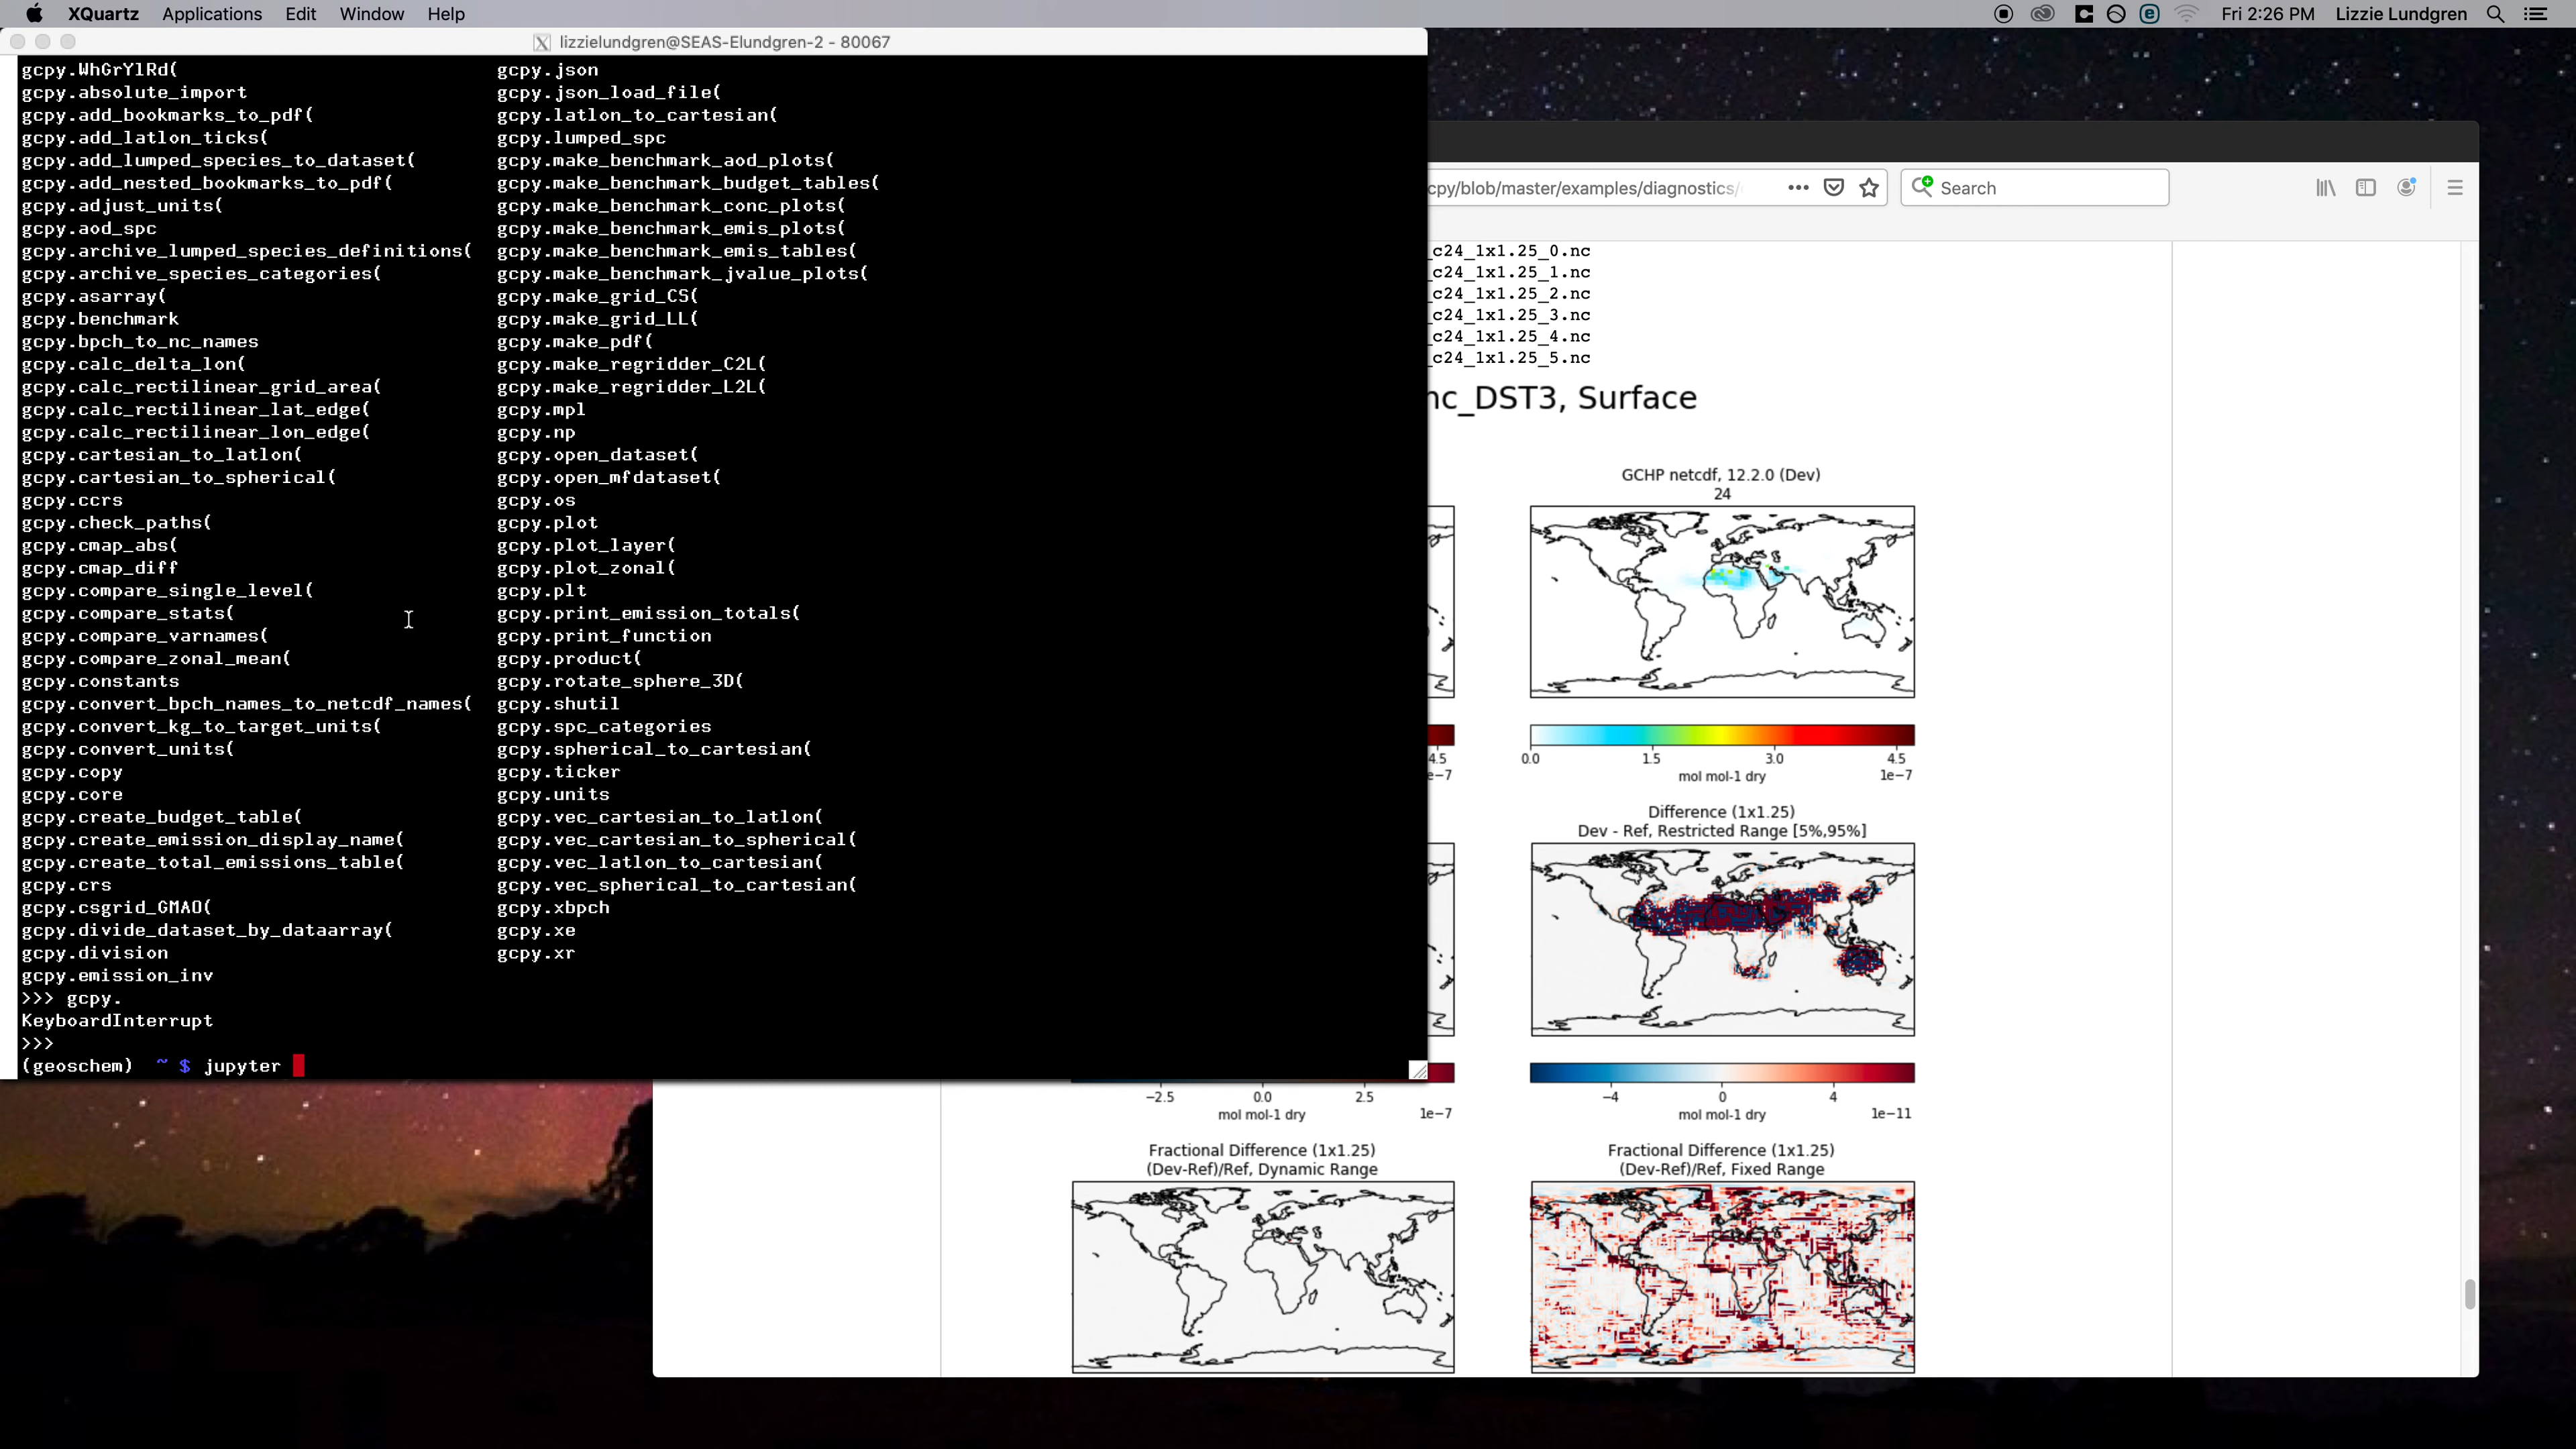 XQuartz Applications Edit Window Help
Fri 2:26 PM Lizzie Lundgren
lizzielundgren@SEAS-Elundgren-2 - 80067
gcpy.WhGrYlRd( gcpy.json
gcpy.absolute_import gcpy.json_load_file(
gcpy.add_bookmarks_to_pdf( gcpy.latlon_to_cartesian(
gcpy.add_latlon_ticks( gcpy.lumped_spc
gcpy.add_lumped_species_to_dataset( gcpy.make_benchmark_aod_plots(
gcpy.add_nested_bookmarks_to_pdf( gcpy.make_benchmark_budget_tables(
gcpy.adjust_units( gcpy.make_benchmark_conc_plots(
gcpy.aod_spc gcpy.make_benchmark_emis_plots(
gcpy.archive_lumped_species_definitions( gcpy.make_benchmark_emis_tables(
gcpy.archive_species_categories( gcpy.make_benchmark_jvalue_plots(
gcpy.asarray( gcpy.make_grid_CS(
gcpy.benchmark gcpy.make_grid_LL(
gcpy.bpch_to_nc_names gcpy.make_pdf(
gcpy.calc_delta_lon( gcpy.make_regridder_C2L(
gcpy.calc_rectilinear_grid_area( gcpy.make_regridder_L2L(
gcpy.calc_rectilinear_lat_edge( gcpy.mpl
gcpy.calc_rectilinear_lon_edge( gcpy.np
gcpy.cartesian_to_latlon( gcpy.open_dataset(
gcpy.cartesian_to_spherical( gcpy.open_mfdataset(
gcpy.ccrs gcpy.os
gcpy.check_paths( gcpy.plot
gcpy.cmap_abs( gcpy.plot_layer(
gcpy.cmap_diff gcpy.plot_zonal(
gcpy.compare_single_level( gcpy.plt
gcpy.compare_stats( gcpy.print_emission_totals(
gcpy.compare_varnames( gcpy.print_function
gcpy.compare_zonal_mean( gcpy.product(
gcpy.constants gcpy.rotate_sphere_3D(
gcpy.convert_bpch_names_to_netcdf_names( gcpy.shutil
gcpy.convert_kg_to_target_units( gcpy.spc_categories
gcpy.convert_units( gcpy.spherical_to_cartesian(
gcpy.copy gcpy.ticker
gcpy.core gcpy.units
gcpy.create_budget_table( gcpy.vec_cartesian_to_latlon(
gcpy.create_emission_display_name( gcpy.vec_cartesian_to_spherical(
gcpy.create_total_emissions_table( gcpy.vec_latlon_to_cartesian(
gcpy.crs gcpy.vec_spherical_to_cartesian(
gcpy.csgrid_GMAO( gcpy.xbpch
gcpy.divide_dataset_by_dataarray( gcpy.xe
gcpy.division gcpy.xr
gcpy.emission_inv
>>> gcpy.
KeyboardInterrupt
>>>
(geoschem) ~ $ jupyter
cpy/blob/master/examples/diagnostics/
Search
_c24_1x1.25_0.nc
_c24_1x1.25_1.nc
_c24_1x1.25_2.nc
_c24_1x1.25_3.nc
_c24_1x1.25_4.nc
_c24_1x1.25_5.nc
nc_DST3, Surface
GCHP netcdf, 12.2.0 (Dev)
24
4.5 0.0 1.5 3.0 4.5
e−7 mol mol-1 dry 1e−7
Difference (1x1.25)
Dev - Ref, Restricted Range [5%,95%]
−2.5 0.0 2.5 −4 0 4
mol mol-1 dry 1e−7 mol mol-1 dry 1e−11
Fractional Difference (1x1.25) Fractional Difference (1x1.25)
(Dev-Ref)/Ref, Dynamic Range (Dev-Ref)/Ref, Fixed Range